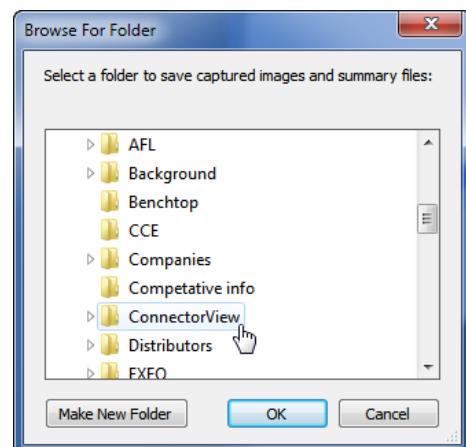 Browse For Folder
Select a folder to save captured images and summary files:
AFL
Background
Benchtop
CCE
Companies
Competative info
ConnectorView
Distributors
EXFO
Make New Folder
OK
Cancel